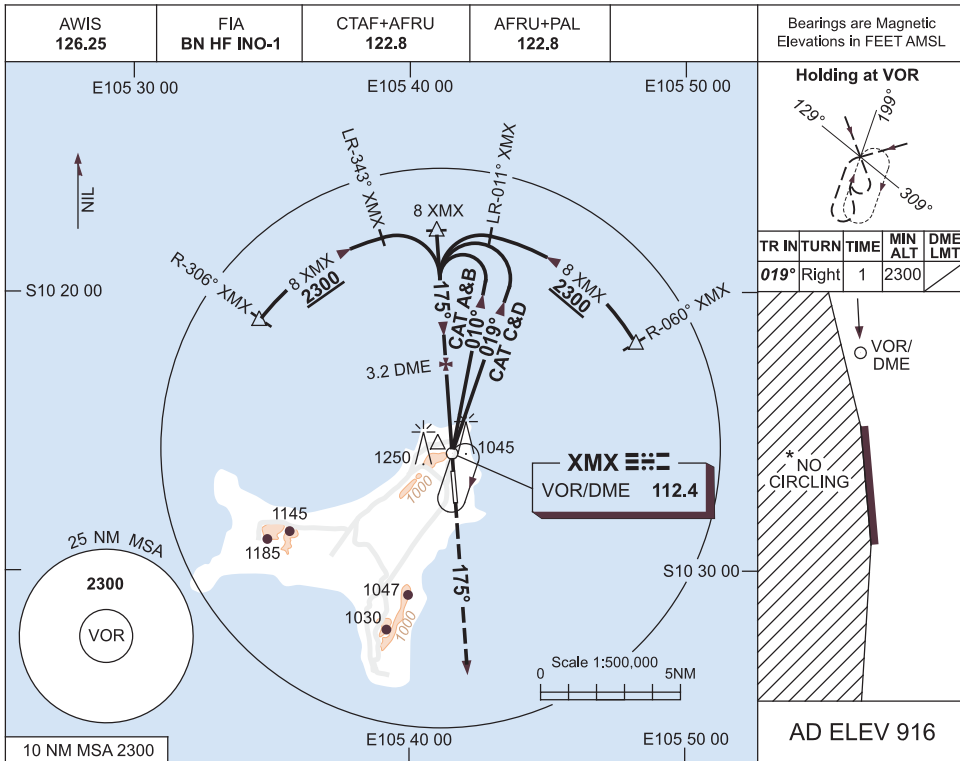 AWIS
126.25
FIA
BN HF INO-1
CTAF+AFRU
122.8
AFRU+PAL
122.8
Bearings are Magnetic
Elevations in FEET AMSL
E105 30 00
E105 40 00
E105 50 00
NIL
LR-343° XMX
8 XMX
LR-011° XMX
R-306° XMX
8 XMX
2300
8 XMX
2300
R-060° XMX
S10 20 00
175°
CAT A&B
010°
019°
CAT C&D
3.2 DME
1250
1045
1000
XMX
VOR/DME 112.4
1145
1185
25 NM MSA
2300
VOR
1047
1030
1000
175°
S10 30 00
Scale 1:500,000
0 5NM
10 NM MSA 2300
E105 40 00
E105 50 00
Holding at VOR
129°
199°
309°
TR IN TURN TIME MIN ALT DME LMT
019° Right 1 2300
VOR/
DME
* NO
CIRCLING
AD ELEV 916